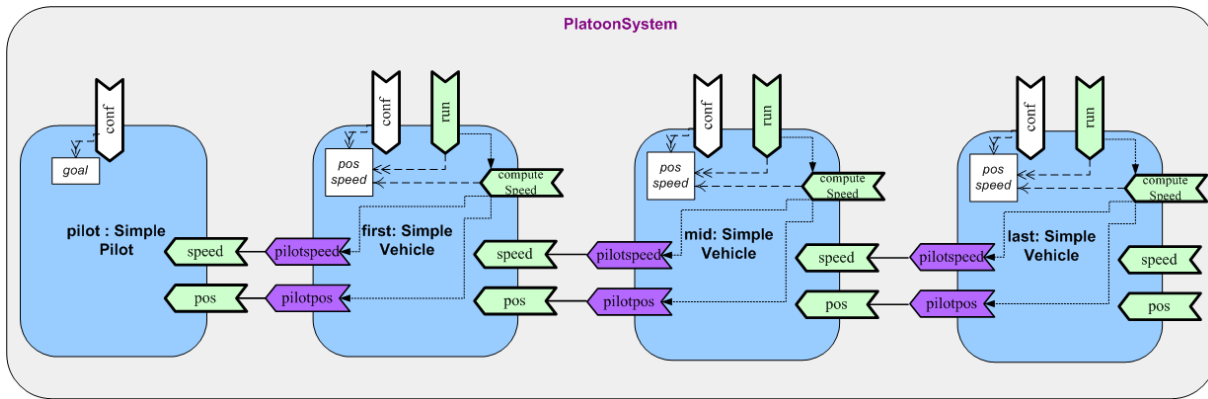 PlatoonSystem
conf
goal
pilot : Simple
Pilot
speed
pos
conf
run
pos
speed
compute
Speed
first: Simple
Vehicle
pilotspeed
pilotpos
speed
pos
conf
run
pos
speed
compute
Speed
mid: Simple
Vehicle
pilotspeed
pilotpos
speed
pos
conf
run
pos
speed
compute
Speed
last: Simple
Vehicle
pilotspeed
pilotpos
speed
pos